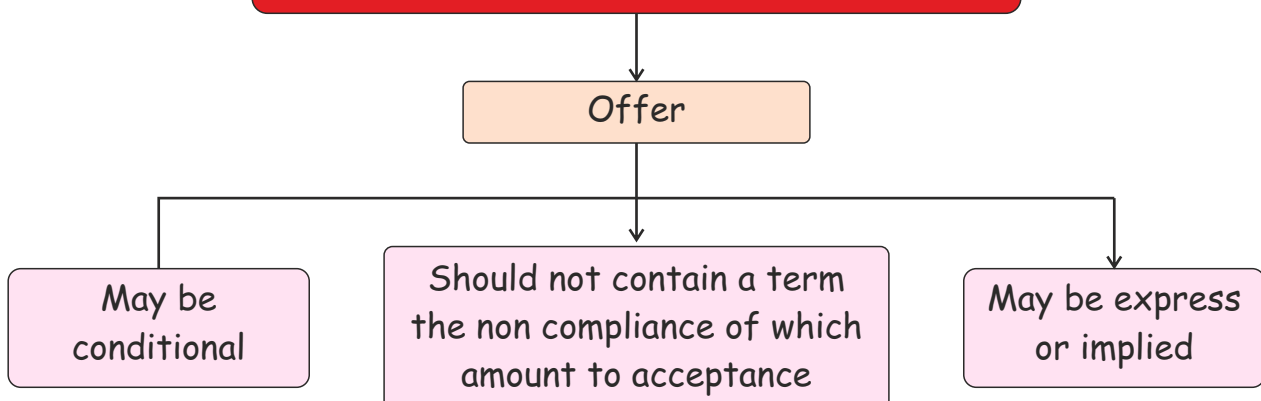 Offer
May be
conditional
Should not contain a term
the non compliance of which
amount to acceptance
May be express
or implied